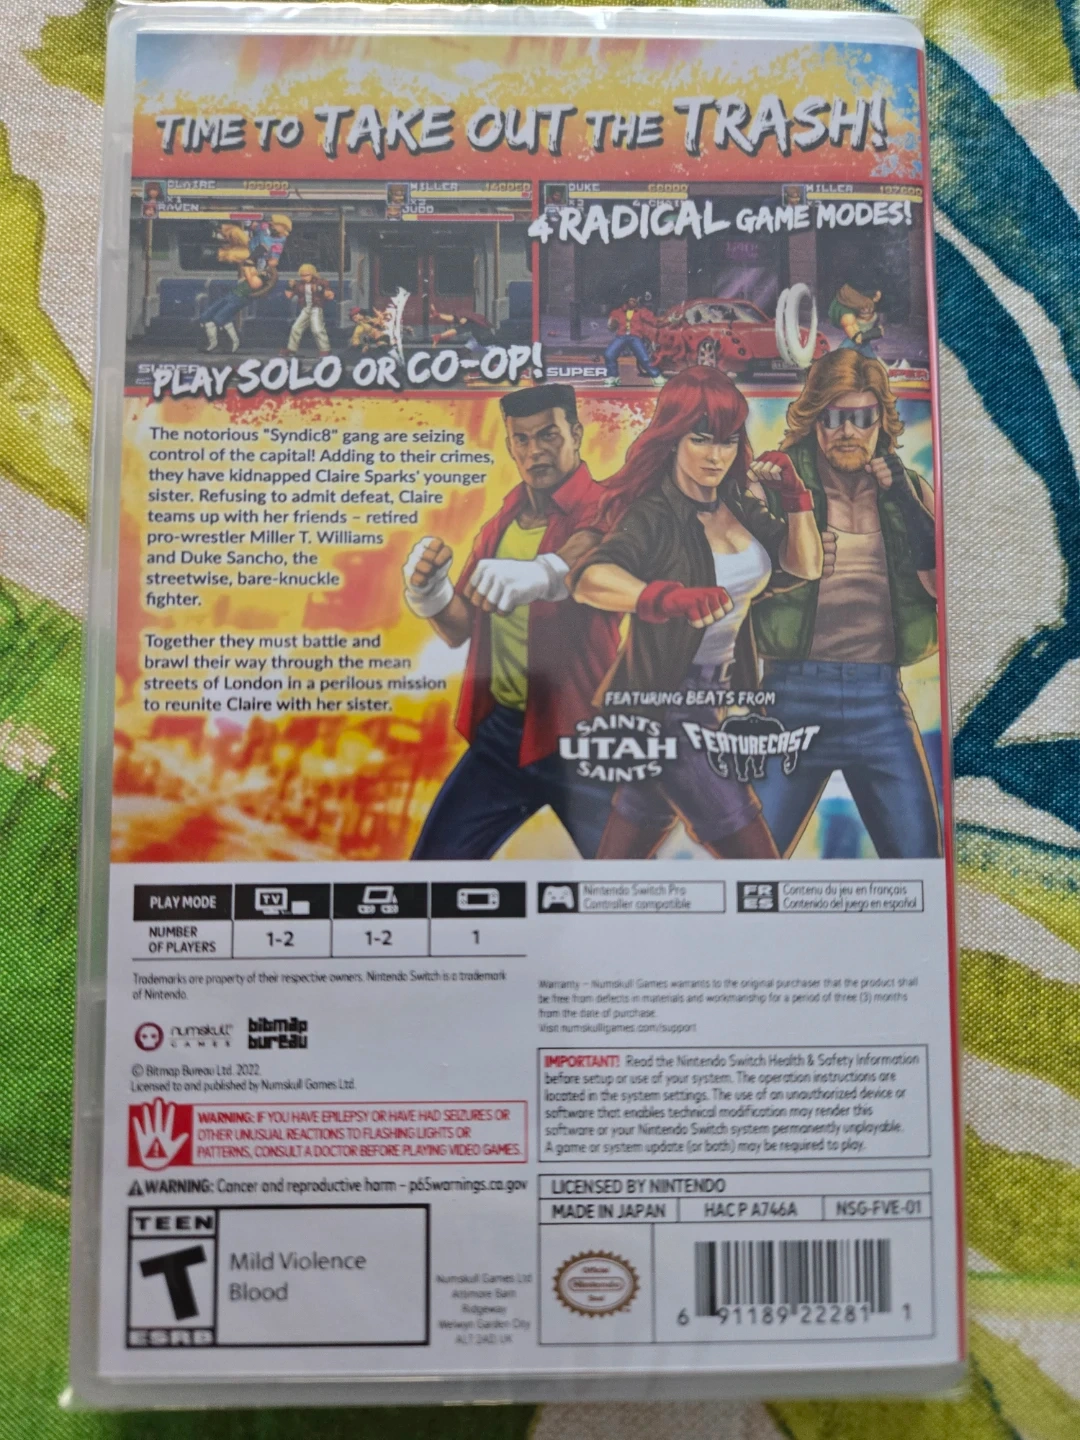 TIME TO TAKE OUT THE TRASH!
CLAIRE
MILLER
RAVEN
JUDO
DUKE
MILLER
4 RADICAL GAME MODES!
PLAY SOLO OR CO-OP!
SUPER
The notorious "Syndic8" gang are seizing
control of the capital! Adding to their crimes,
they have kidnapped Claire Sparks' younger
sister. Refusing to admit defeat, Claire
teams up with her friends – retired
pro-wrestler Miller T. Williams
and Duke Sancho, the
streetwise, bare-knuckle
fighter.
Together they must battle and
brawl their way through the mean
streets of London in a perilous mission
to reunite Claire with her sister.
FEATURING BEATS FROM
SAINTS
UTAH
SAINTS
FEATURECAST
PLAY MODE
TV
NUMBER
OF PLAYERS
1-2
1-2
1
Nintendo Switch Pro
Controller compatible
FR
ES
Contenu du jeu en français
Contenido del juego en español
Trademarks are property of their respective owners. Nintendo Switch is a trademark
of Nintendo.
numskull
GAMES
bitmap
bureau
© Bitmap Bureau Ltd. 2022
Licensed to and published by Numskull Games Ltd.
Warranty – Numskull Games warrants to the original purchaser that the product shall
be free from defects in materials and workmanship for a period of three (3) months
from the date of purchase.
Visit numskullgames.com/support
IMPORTANT! Read the Nintendo Switch Health & Safety Information
before setup or use of your system. The operation instructions are
located in the system settings. The use of an unauthorized device or
software that enables technical modification may render this
software or your Nintendo Switch system permanently unplayable.
A game or system update (or both) may be required to play.
WARNING: IF YOU HAVE EPILEPSY OR HAVE HAD SEIZURES OR
OTHER UNUSUAL REACTIONS TO FLASHING LIGHTS OR
PATTERNS, CONSULT A DOCTOR BEFORE PLAYING VIDEO GAMES.
WARNING: Cancer and reproductive harm – p65warnings.ca.gov
TEEN
T
ESRB
Mild Violence
Blood
Numskull Games Ltd
Ridgeway
Welwyn Garden City
LICENSED BY NINTENDO
MADE IN JAPAN
HAC P A746A
NSG-FVE-01
Official
Nintendo
Seal
6 91189 22281 1